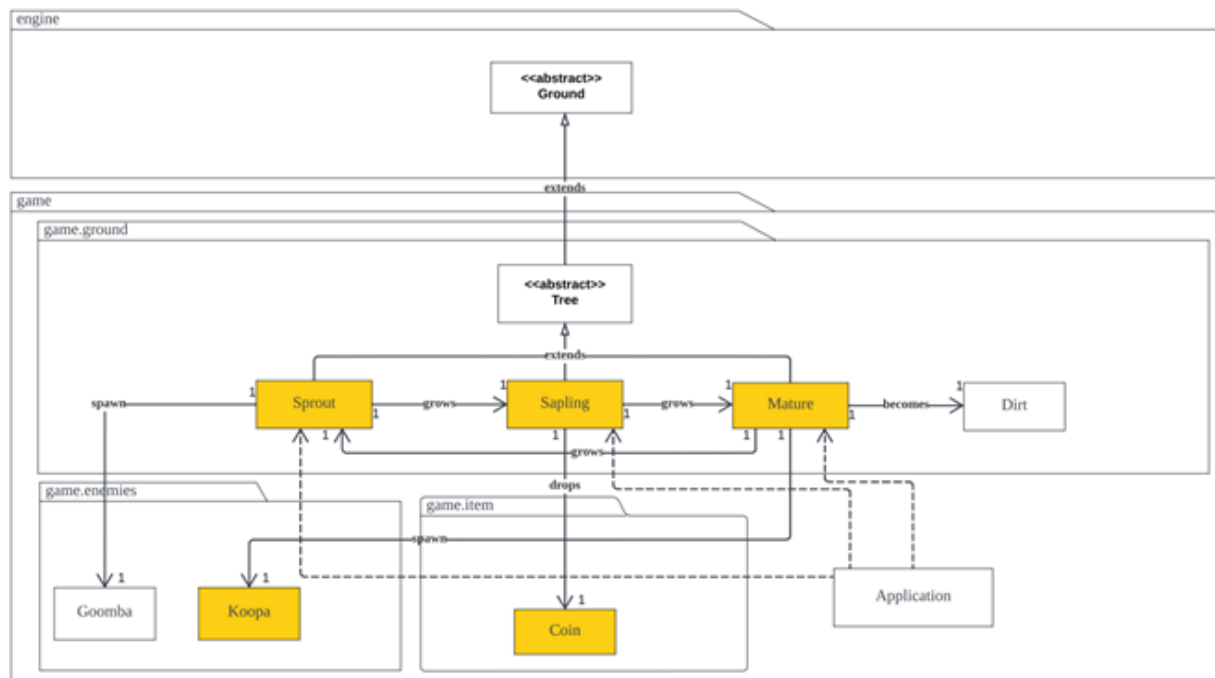 engine
<<abstract>>
Ground
extends
game
game.ground
<<abstract>>
Tree
extends
1 1 1
spawn Sprout grows Sapling grows Mature becomes Dirt
1 1 1
1 1 1 1
grows
drops
game.enemies
game.item
spawn
1 1 1
Goomba Koopa Coin Application